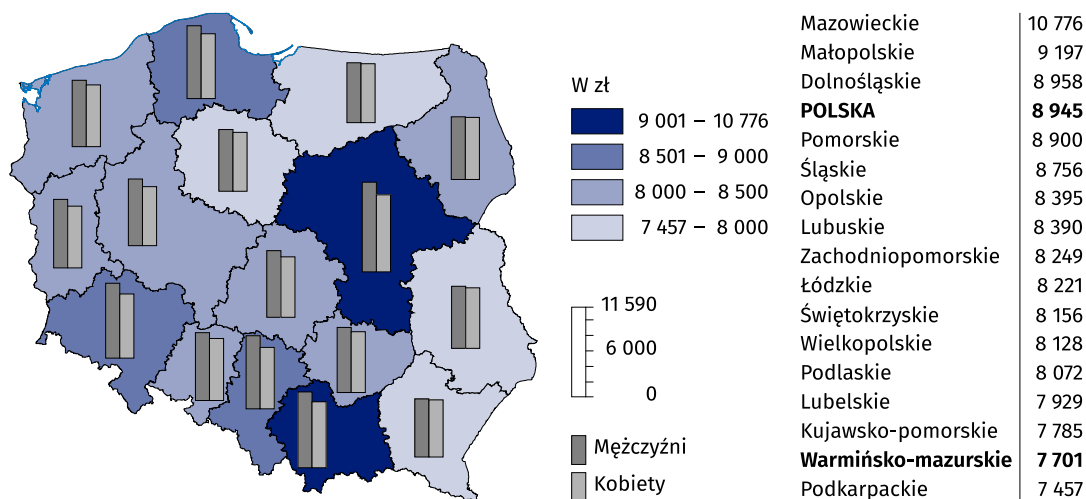 W zł
9 001 – 10 776
8 501 – 9 000
8 000 – 8 500
7 457 – 8 000
11 590
6 000
0
Mężczyźni
Kobiety
Mazowieckie 10 776
Małopolskie 9 197
Dolnośląskie 8 958
POLSKA 8 945
Pomorskie 8 900
Śląskie 8 756
Opolskie 8 395
Lubuskie 8 390
Zachodniopomorskie 8 249
Łódzkie 8 221
Świętokrzyskie 8 156
Wielkopolskie 8 128
Podlaskie 8 072
Lubelskie 7 929
Kujawsko-pomorskie 7 785
Warmińsko-mazurskie 7 701
Podkarpackie 7 457